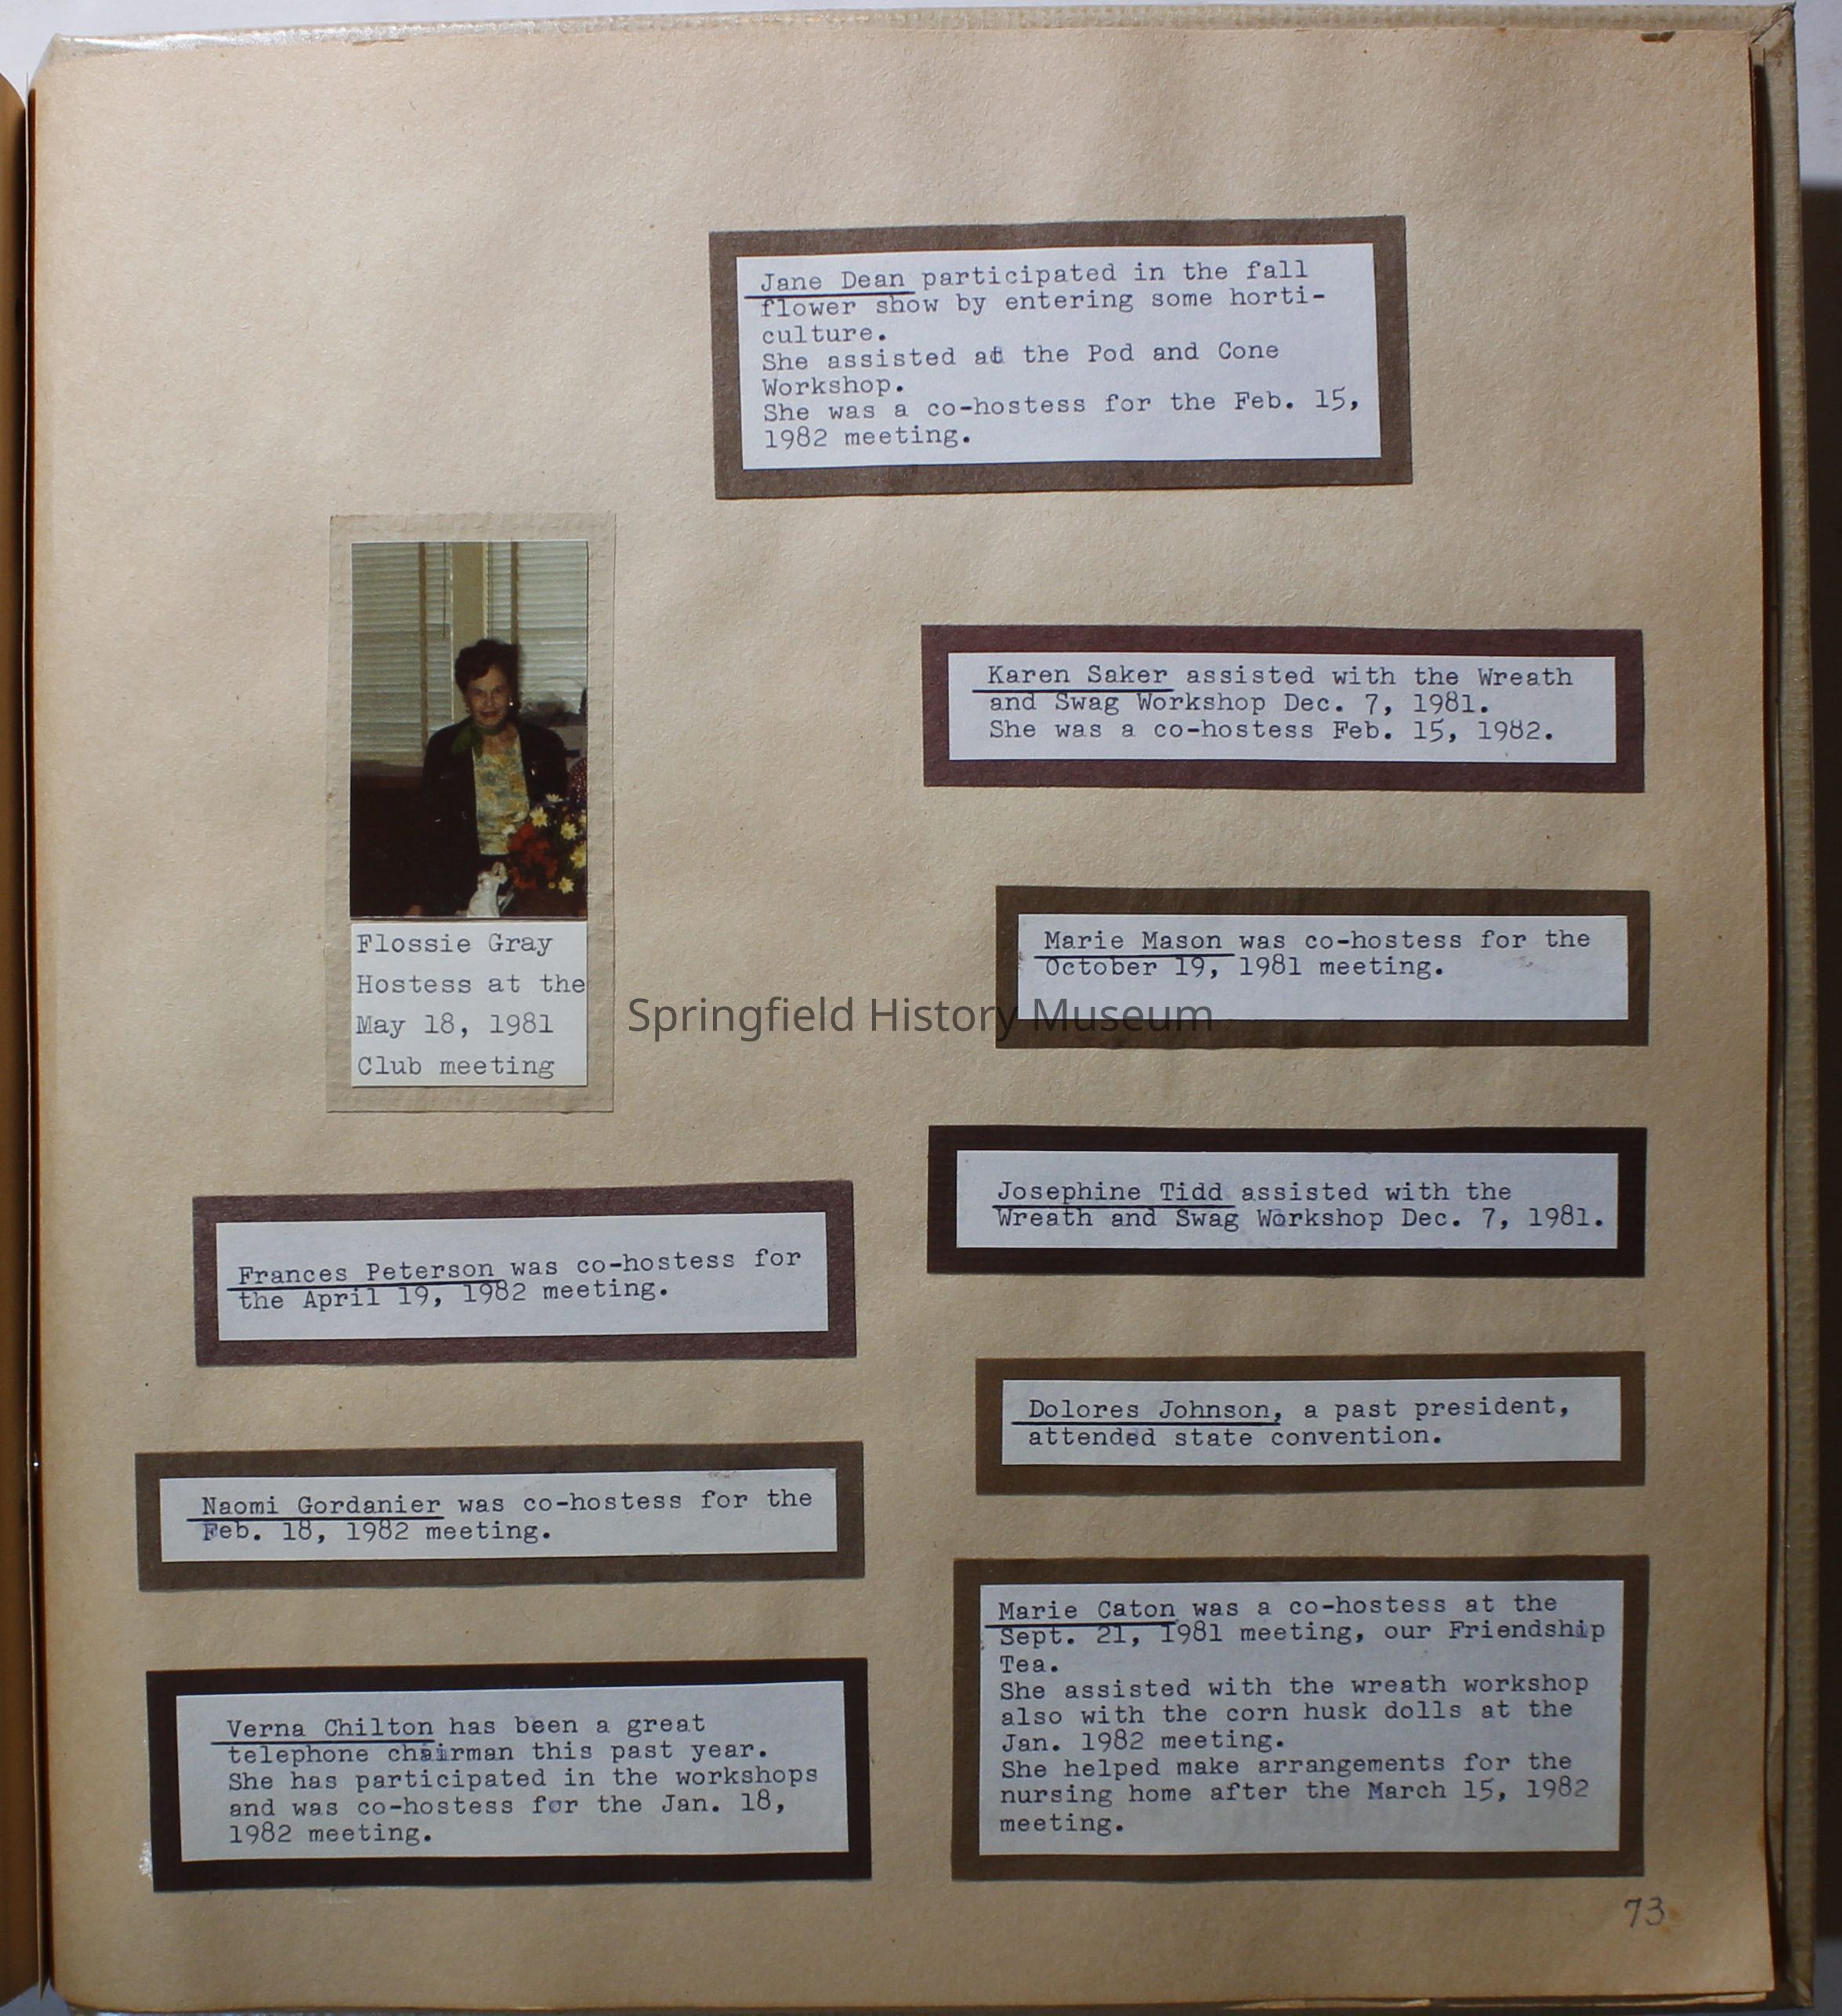 Jane Dean participated in the fall
flower show by entering some horti-
culture.
She assisted at the Pod and Cone
Workshop.
She was a co-hostess for the Feb. 15,
1982 meeting.
Flossie Gray
Hostess at the
May 18, 1981
Club meeting
Karen Saker assisted with the Wreath
and Swag Workshop Dec. 7, 1981.
She was a co-hostess Feb. 15, 1982.
Marie Mason was co-hostess for the
October 19, 1981 meeting.
Springfield History Museum
Josephine Tidd assisted with the
Wreath and Swag Workshop Dec. 7, 1981.
Frances Peterson was co-hostess for
the April 19, 1982 meeting.
Dolores Johnson, a past president,
attended state convention.
Naomi Gordanier was co-hostess for the
Feb. 18, 1982 meeting.
Marie Caton was a co-hostess at the
Sept. 21, 1981 meeting, our Friendship
Tea.
She assisted with the wreath workshop
also with the corn husk dolls at the
Jan. 1982 meeting.
She helped make arrangements for the
nursing home after the March 15, 1982
meeting.
Verna Chilton has been a great
telephone chairman this past year.
She has participated in the workshops
and was co-hostess for the Jan. 18,
1982 meeting.
73